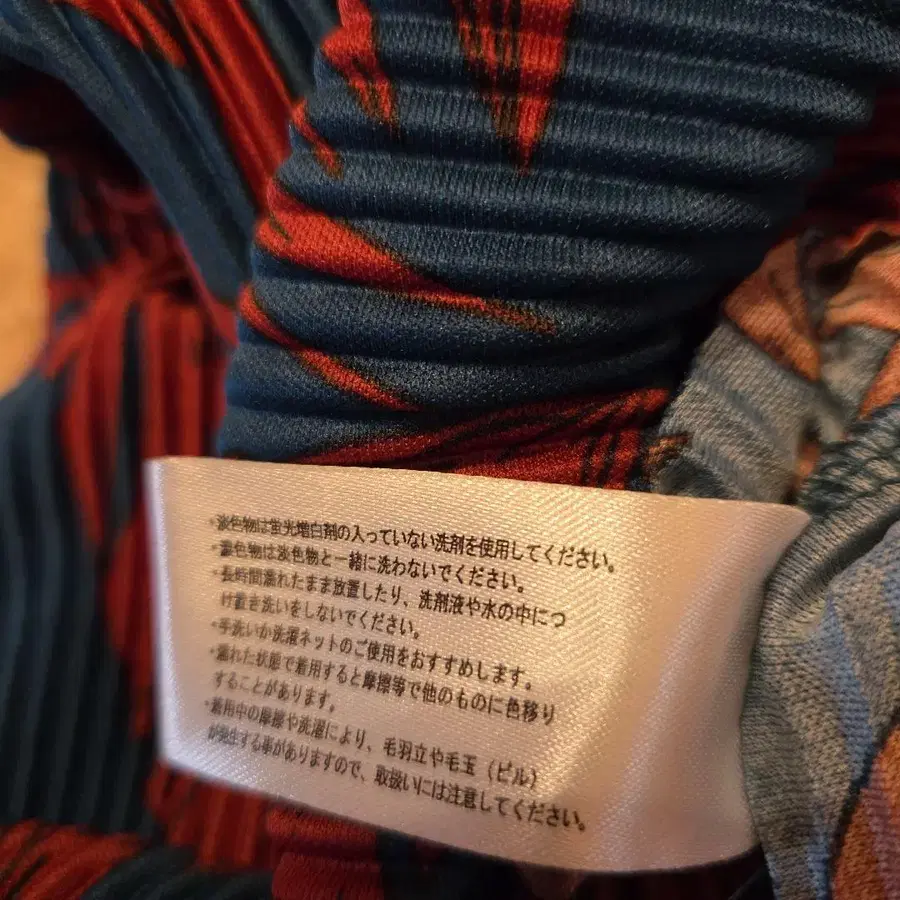 ・淡色物は蛍光増白剤の入っていない洗剤を使用してください。
・濃色物は淡色物と一緒に洗わないでください。
・長時間濡れたまま放置したり、洗剤液や水の中につ
け置き洗いをしないでください。
・手洗いか洗濯ネットのご使用をおすすめします。
・濡れた状態で着用すると摩擦等で他のものに色移り
することがあります。
・着用中の摩擦や洗濯により、毛羽立や毛玉（ピル）
が発生する事がありますので、取扱いには注意してください。